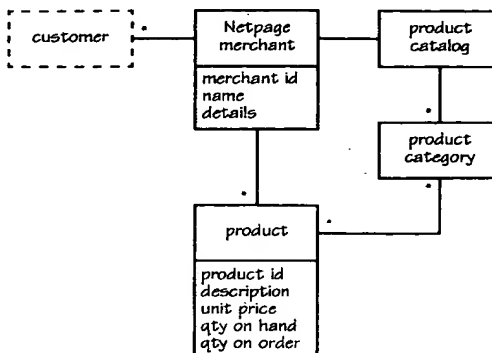 customer
*
Netpage
merchant
merchant id
name
details
product
catalog
*
product
category
*
*
*
product
product id
description
unit price
qty on hand
qty on order